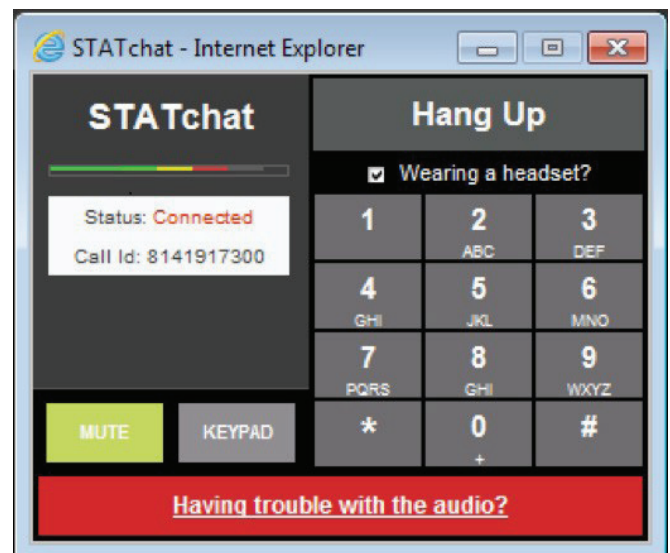 STATchat - Internet Explorer
STATchat
Hang Up
Wearing a headset?
Status: Connected
Call Id: 8141917300
1
2
ABC
3
DEF
4
GHI
5
JKL
6
MNO
7
PQRS
8
GHI
9
WXYZ
*
0
+
#
MUTE
KEYPAD
Having trouble with the audio?